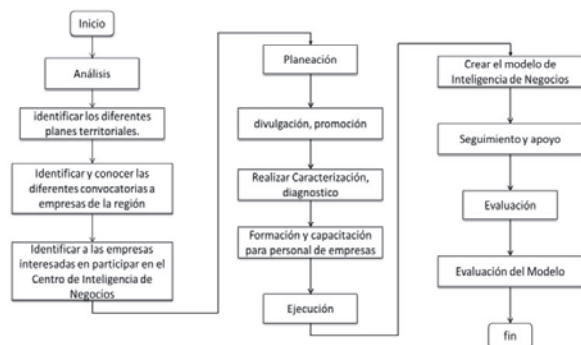 Inicio
Análisis
identificar los diferentes
planes territoriales.
Identificar y conocer las
diferentes convocatorias a
empresas de la región
Identificar a las empresas
interesadas en participar en el
Centro de Inteligencia de
Negocios
Planeación
divulgación, promoción
Realizar Caracterización,
diagnostico
Formación y capacitación
para personal de empresas
Ejecución
Crear el modelo de
Inteligencia de Negocios
Seguimiento y apoyo
Evaluación
Evaluación del Modelo
fin